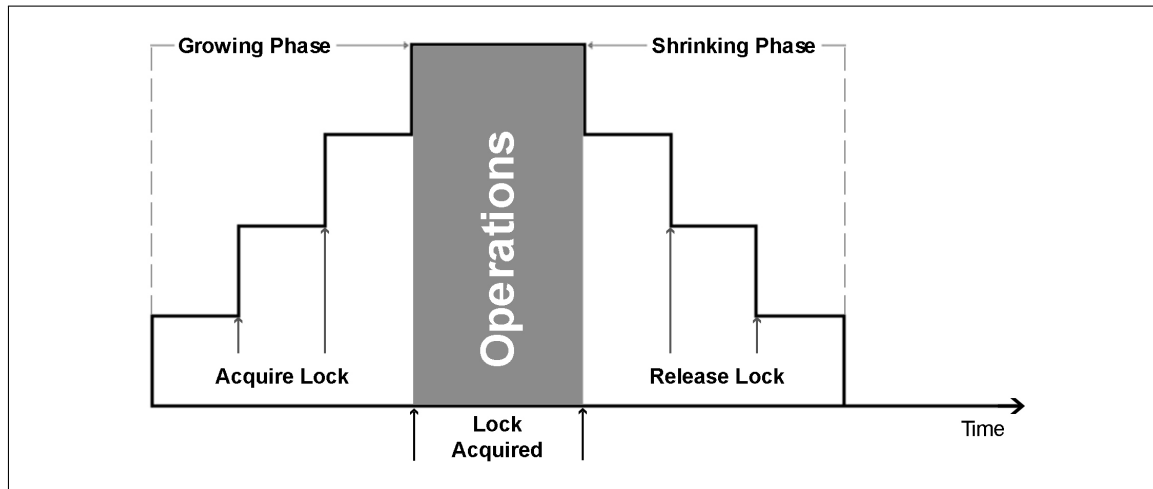 Growing Phase
Shrinking Phase
Operations
Acquire Lock
Release Lock
Lock
Acquired
Time